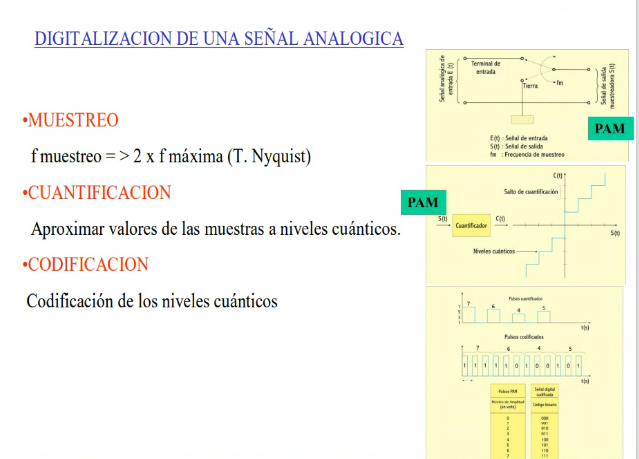 DIGITALIZACION DE UNA SEÑAL ANALOGICA
•MUESTREO
f muestreo = > 2 x f máxima (T. Nyquist)
•CUANTIFICACION
Aproximar valores de las muestras a niveles cuánticos.
•CODIFICACION
Codificación de los niveles cuánticos
Señal analógica de
entrada E (t)
Terminal de
entrada
Tierra
fm
Señal de salida
muestreadora S(t)
PAM
E(t) : Señal de entrada
S(t) : Señal de salida
fm : Frecuencia de muestreo
C(t)
Salto de cuantificación
PAM
S(t)
Cuantificador
C(t)
S(t)
Niveles cuánticos
Pulsos cuantificados
7 6 4 5
t(s)
Pulsos codificados
7 6 4 5
1 1 1 1 1 0 1 0 0 1 0 1
t(s)
Pulsos PAM
Señal digital
codificada
Niveles de Amplitud
(en volts)
Código binario
0 000
1 001
2 010
3 011
4 100
5 101
6 110
7 111